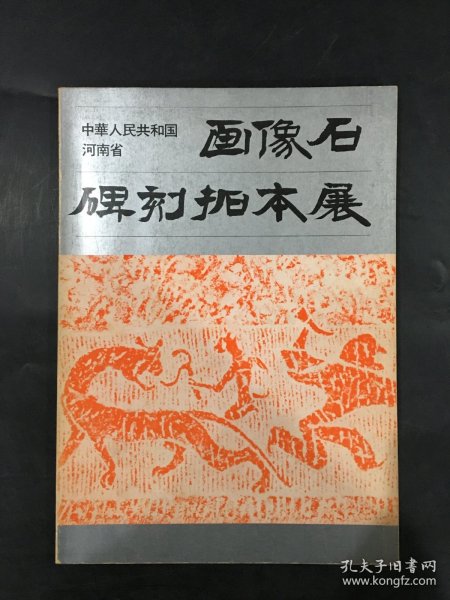 中華人民共和国
河南省
画像石
碑刻拓本展
孔夫子旧书网
www.kongfz.com